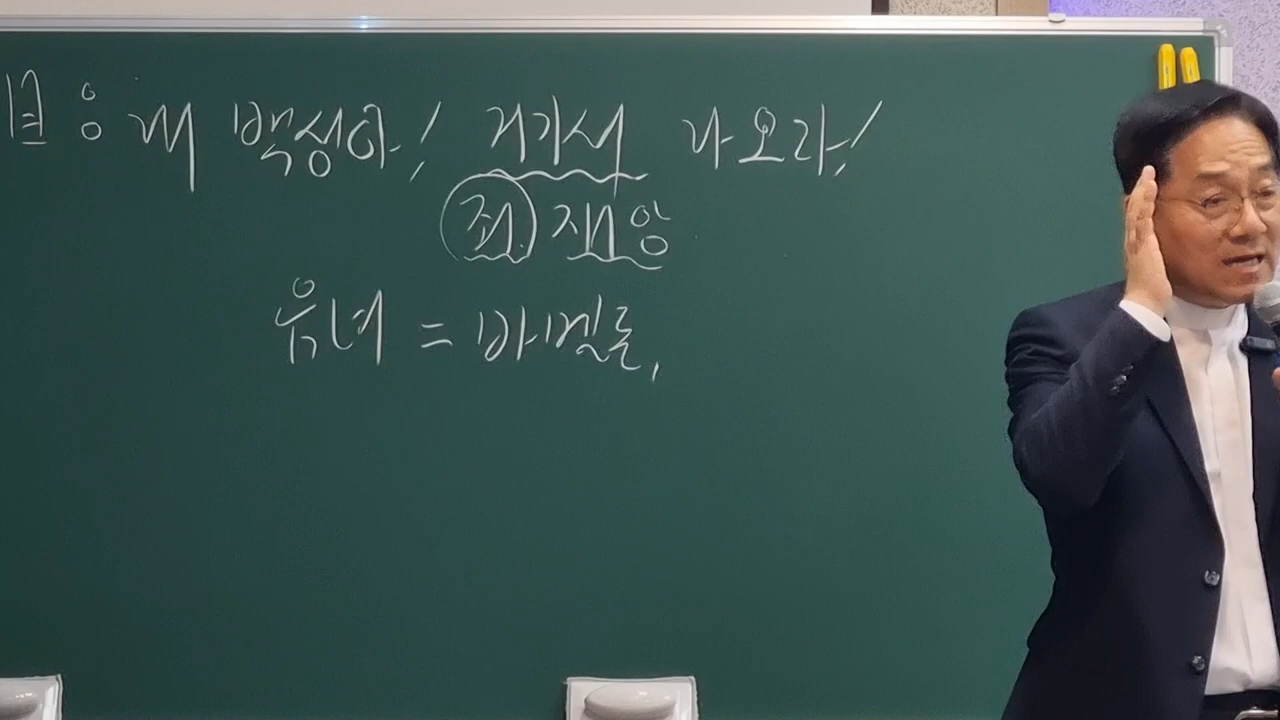 : 내 백성아! 거기서 나오라!
죄. 재앙
음녀 = 바벨론,